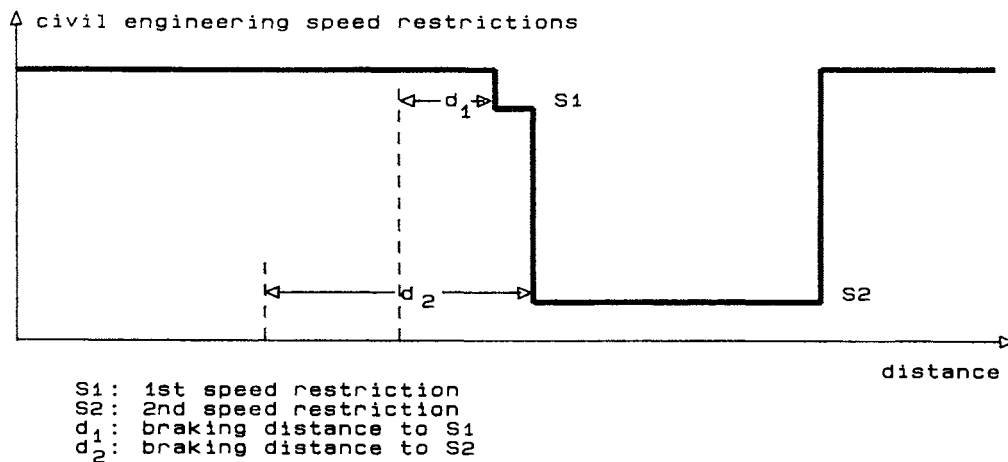 civil engineering speed restrictions
d1
S1
d2
S2
distance
S1: 1st speed restriction
S2: 2nd speed restriction
d1: braking distance to S1
d2: braking distance to S2